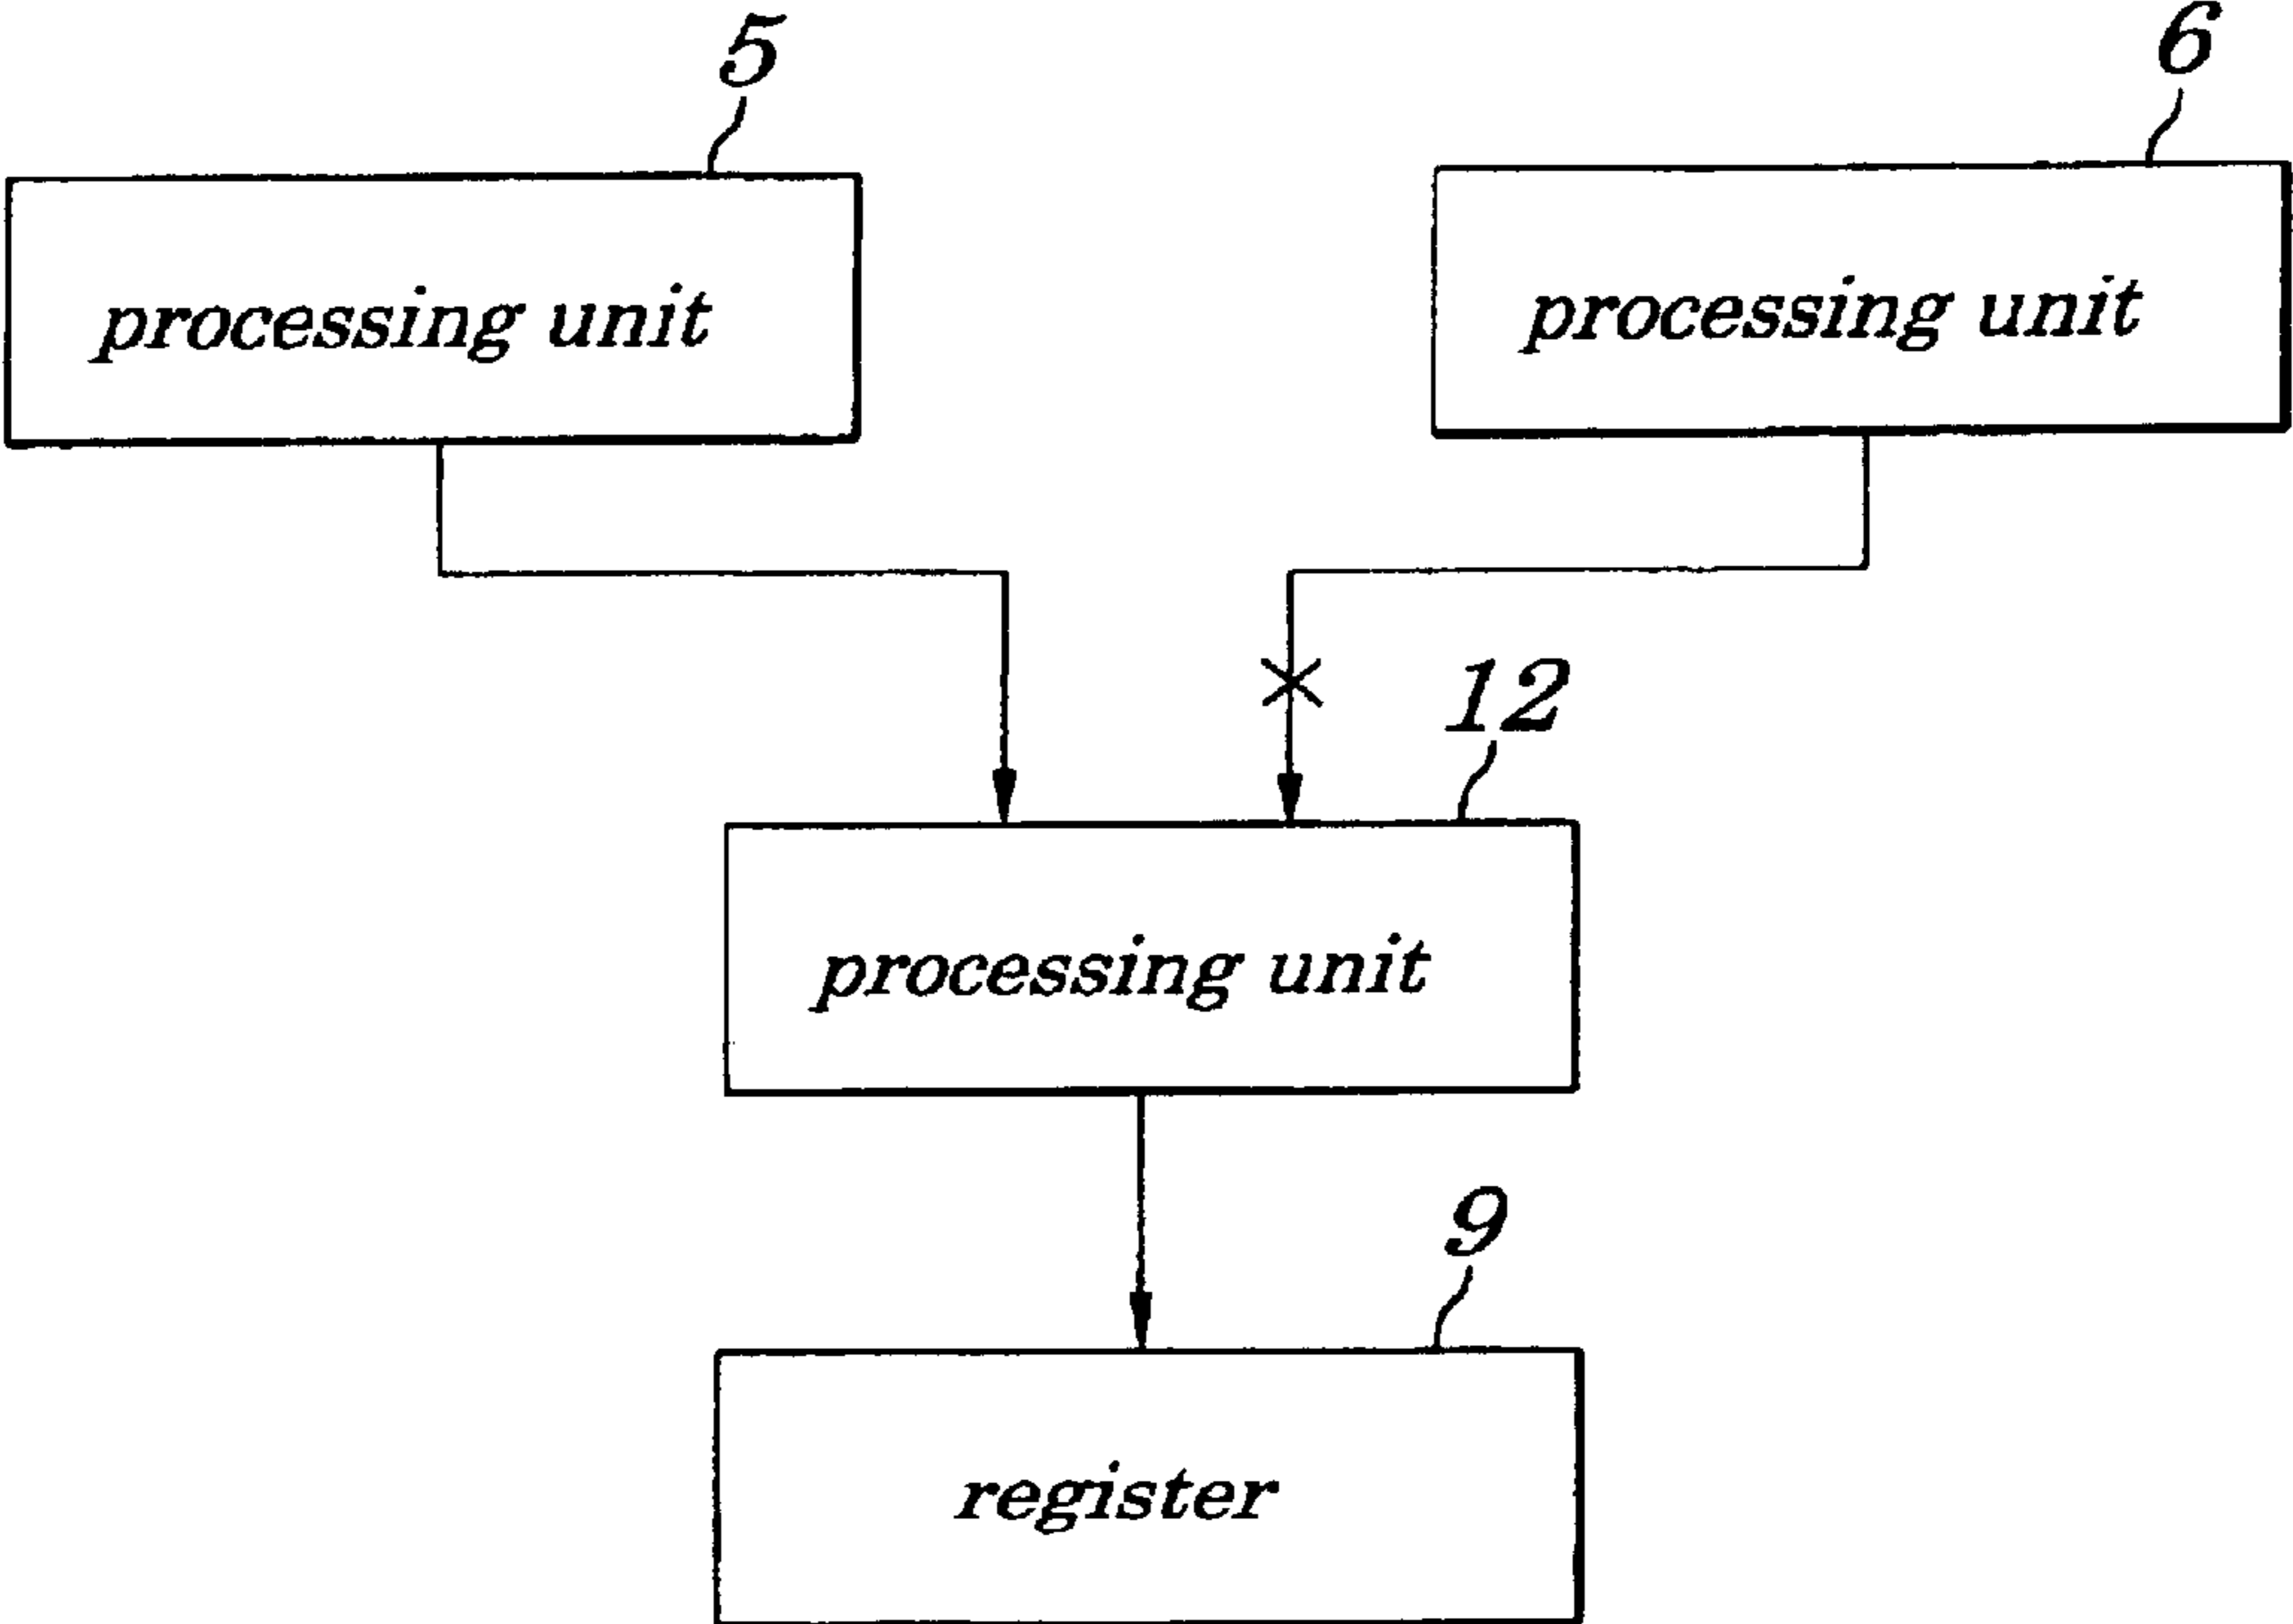 5
6
processing unit
processing unit
12
processing unit
9
register